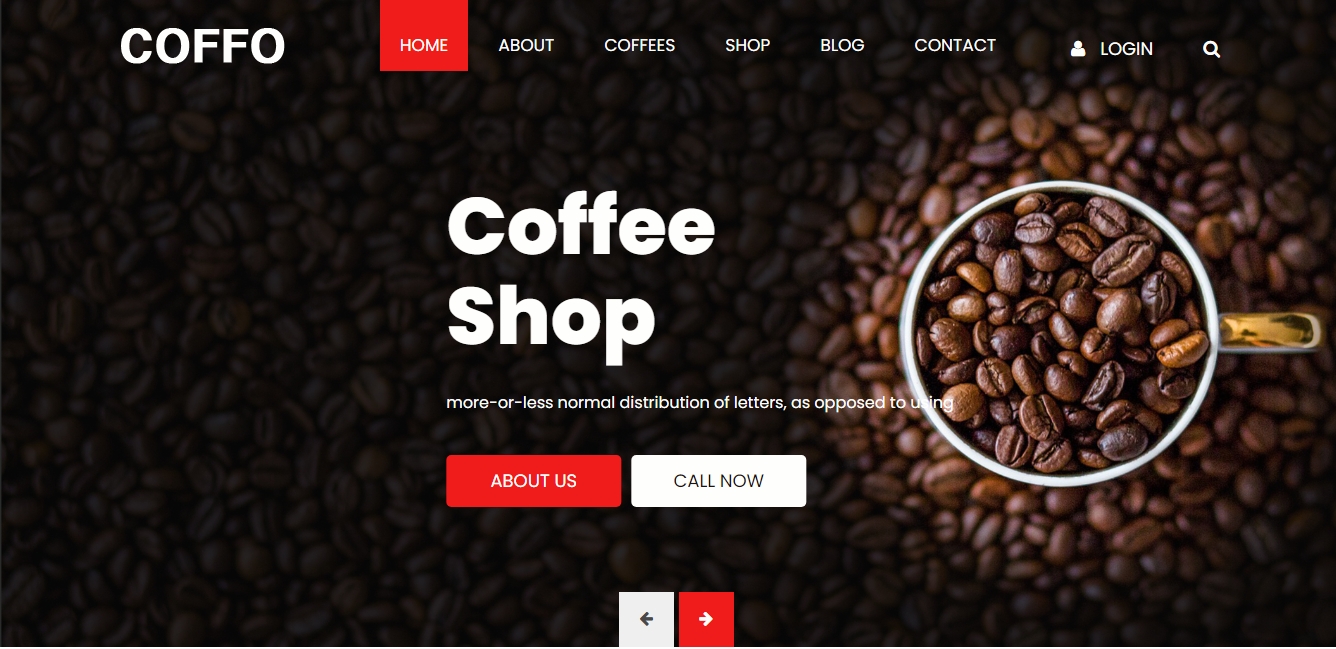 COFFO
HOME ABOUT COFFEES SHOP BLOG CONTACT LOGIN
Coffee
Shop
more-or-less normal distribution of letters, as opposed to using
ABOUT US CALL NOW